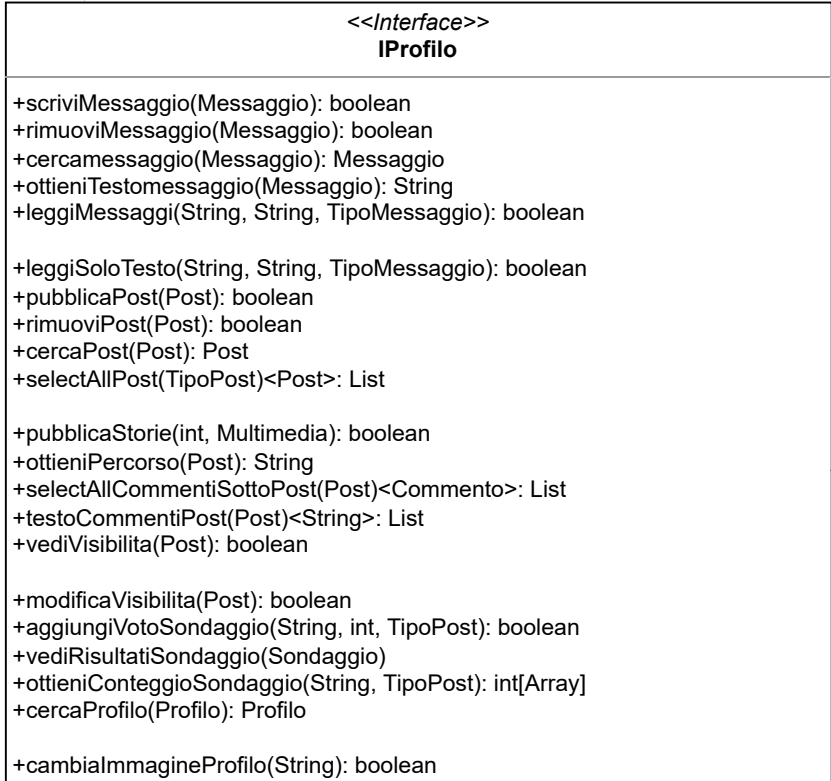 <<Interface>>
IProfilo
+scriviMessaggio(Messaggio): boolean
+rimuoviMessaggio(Messaggio): boolean
+cercamessaggio(Messaggio): Messaggio
+ottieniTestomessaggio(Messaggio): String
+leggiMessaggi(String, String, TipoMessaggio): boolean
+leggiSoloTesto(String, String, TipoMessaggio): boolean
+pubblicaPost(Post): boolean
+rimuoviPost(Post): boolean
+cercaPost(Post): Post
+selectAllPost(TipoPost)<Post>: List
+pubblicaStorie(int, Multimedia): boolean
+ottieniPercorso(Post): String
+selectAllCommentiSottoPost(Post)<Commento>: List
+testoCommentiPost(Post)<String>: List
+vediVisibilita(Post): boolean
+modificaVisibilita(Post): boolean
+aggiungiVotoSondaggio(String, int, TipoPost): boolean
+vediRisultatiSondaggio(Sondaggio)
+ottieniConteggioSondaggio(String, TipoPost): int[Array]
+cercaProfilo(Profilo): Profilo
+cambiaImmagineProfilo(String): boolean